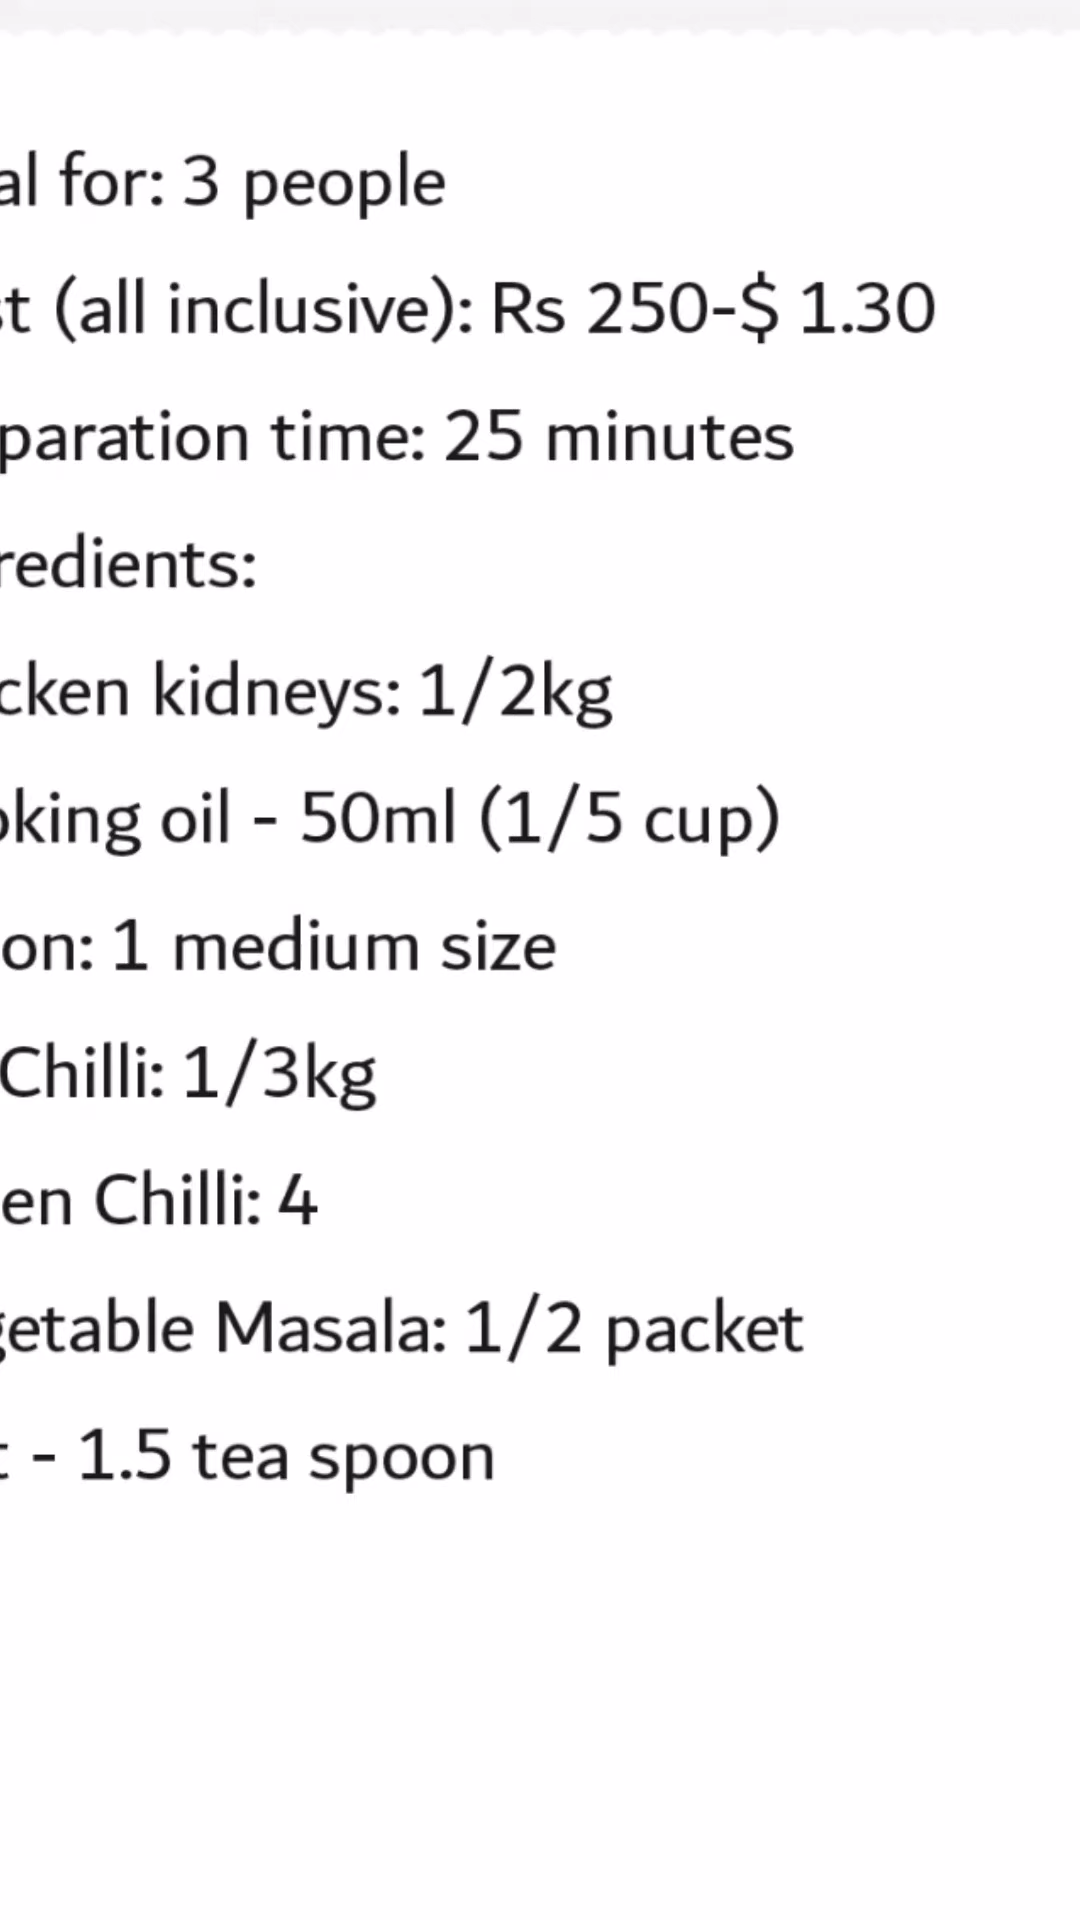 al for: 3 people
st (all inclusive): Rs 250-$ 1.30
paration time: 25 minutes
redients:
cken kidneys: 1/2kg
oking oil - 50ml (1/5 cup)
on: 1 medium size
Chilli: 1/3kg
en Chilli: 4
getable Masala: 1/2 packet
t - 1.5 tea spoon